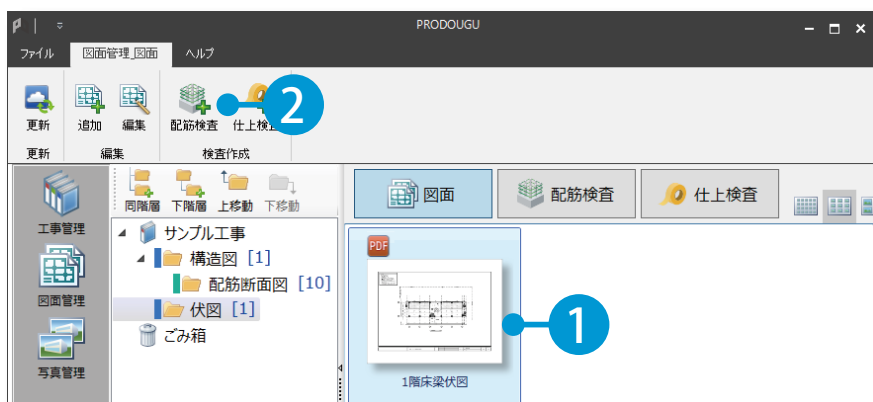 PRODOUGU
ファイル 図面管理_図面 ヘルプ
更新 追加 編集 配筋検査 仕上検査
2
更新 編集 検査作成
同階層 下階層 上移動 下移動
図面 配筋検査 仕上検査
工事管理
図面管理
写真管理
サンプル工事
構造図 [1]
配筋断面図 [10]
伏図 [1]
ごみ箱
PDF
1
1階床梁伏図